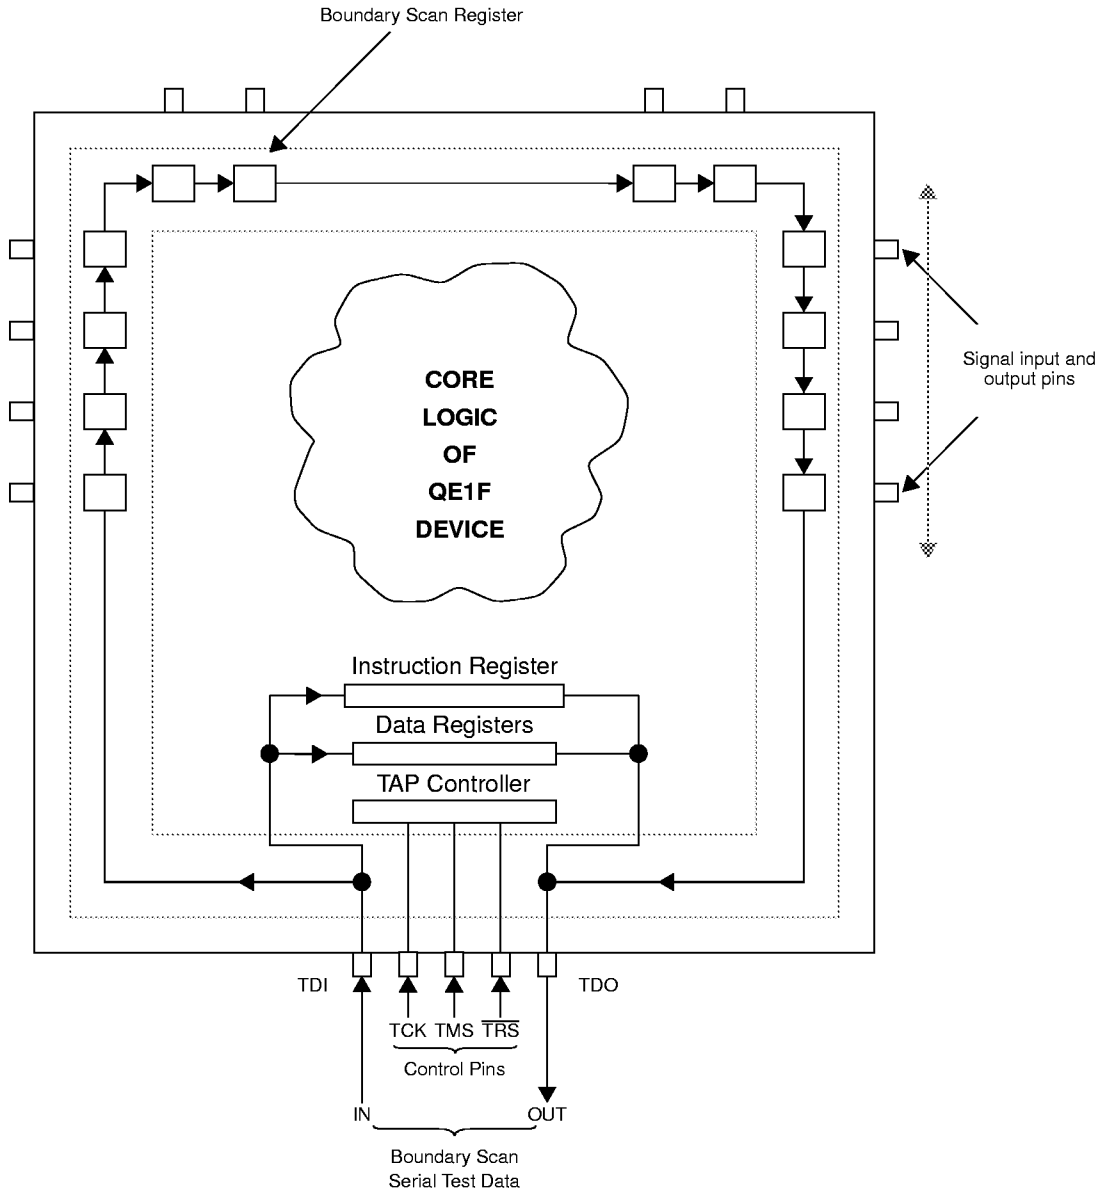 Boundary Scan Register
Signal input and
output pins
CORE
LOGIC
OF
QE1F
DEVICE
Instruction Register
Data Registers
TAP Controller
TDI
TDO
TCK TMS TRS
Control Pins
IN
OUT
Boundary Scan
Serial Test Data